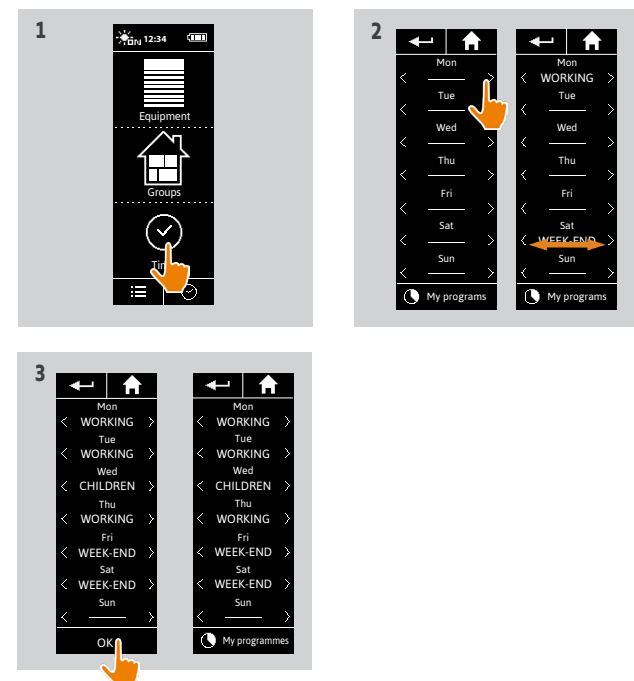 1
ON 12:34
Equipment
Groups
2
Mon
Tue
Wed
Thu
Fri
Sat
Sun
My programs
Mon
WORKING
Tue
Wed
Thu
Fri
Sat
WEEK-END
Sun
My programs
3
Mon
WORKING
Tue
WORKING
Wed
CHILDREN
Thu
WORKING
Fri
WEEK-END
Sat
WEEK-END
Sun
OK
Mon
WORKING
Tue
WORKING
Wed
CHILDREN
Thu
WORKING
Fri
WEEK-END
Sat
WEEK-END
Sun
My programmes